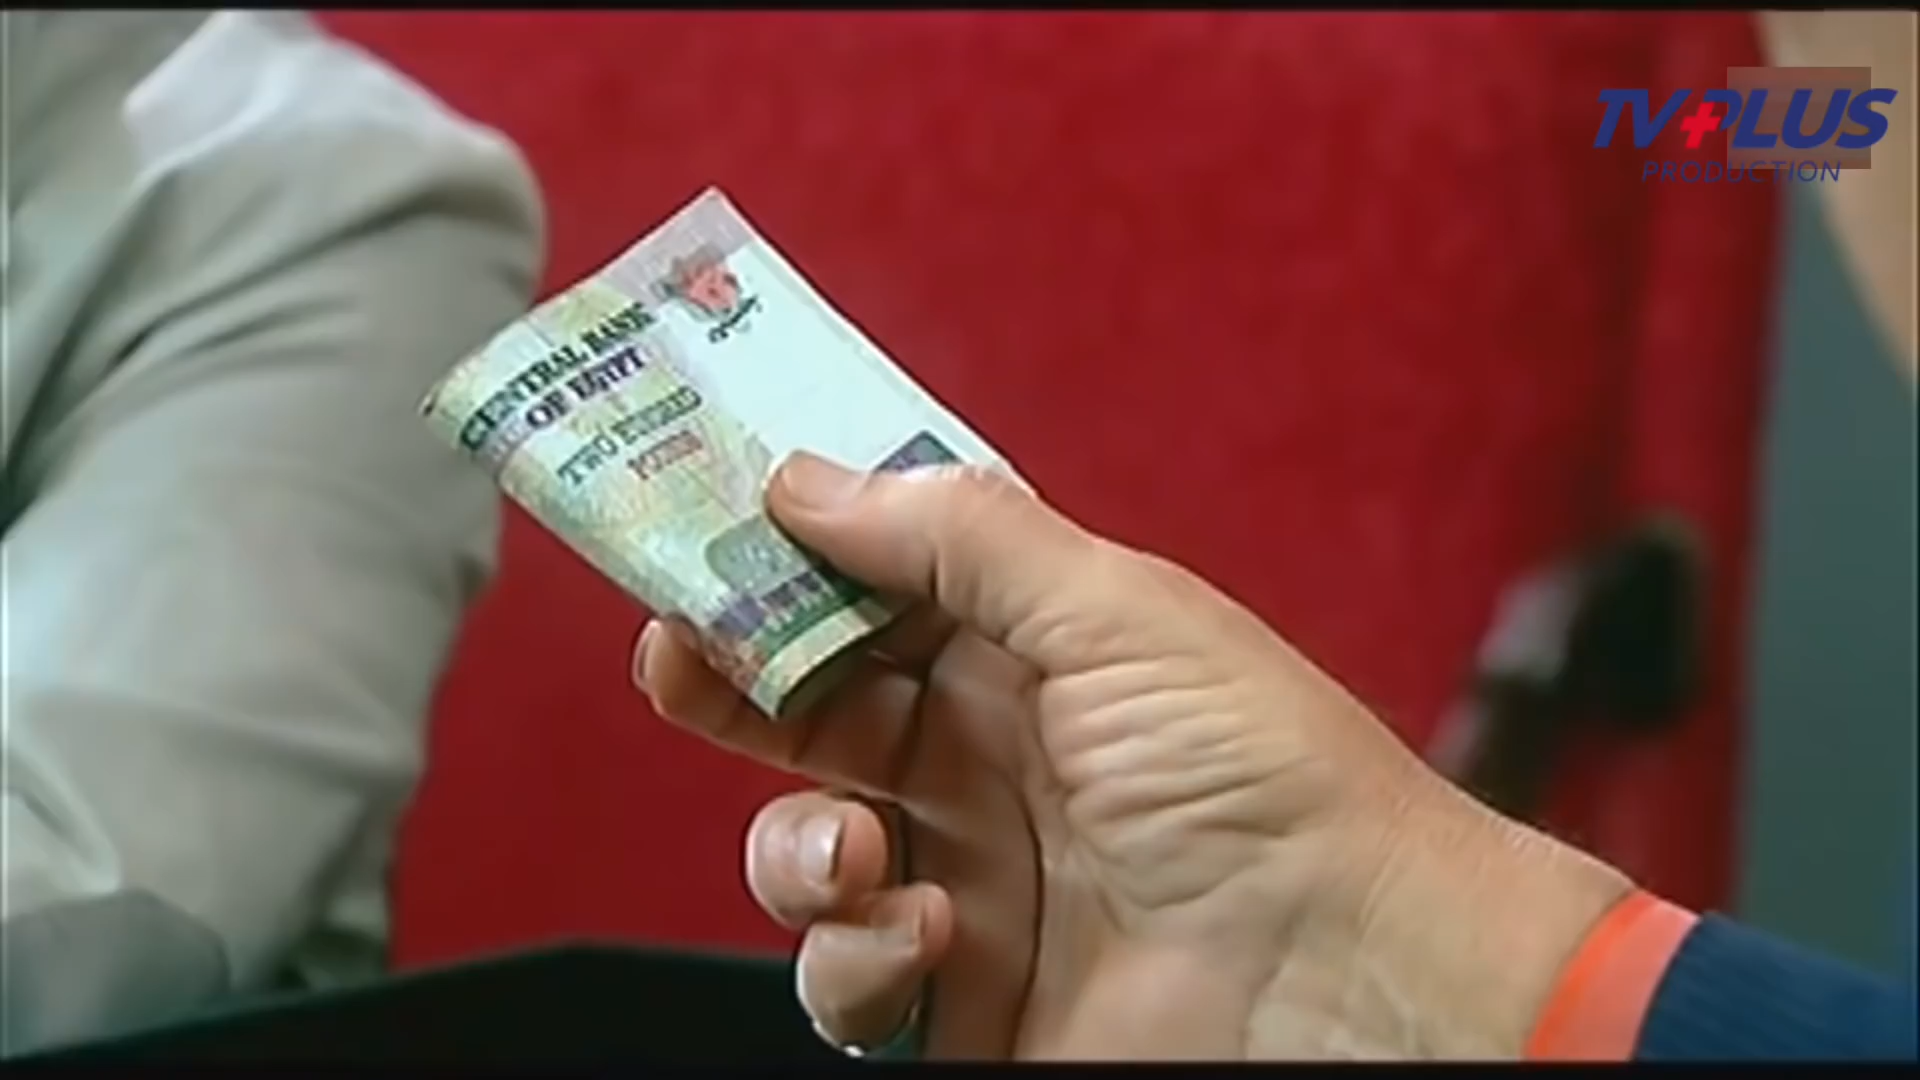 TV+PLUS
PRODUCTION
CENTRAL BANK
OF EGYPT
TWO HUNDRED
POUNDS